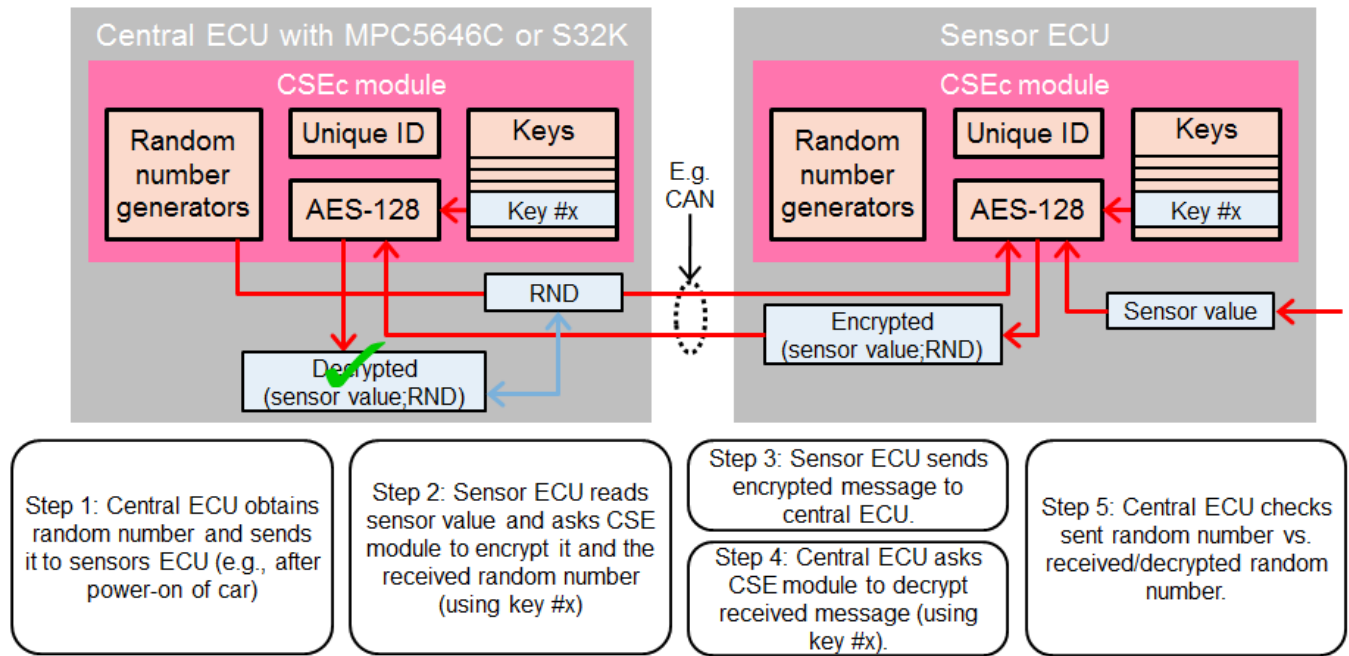 Central ECU with MPC5646C or S32K
CSEc module
Random
number
generators
Unique ID
AES-128
Keys
Key #x
RND
Decrypted
(sensor value;RND)
E.g.
CAN
Sensor ECU
CSEc module
Random
number
generators
Unique ID
AES-128
Keys
Key #x
Encrypted
(sensor value;RND)
Sensor value
Step 1: Central ECU obtains
random number and sends
it to sensors ECU (e.g., after
power-on of car)
Step 2: Sensor ECU reads
sensor value and asks CSE
module to encrypt it and the
received random number
(using key #x)
Step 3: Sensor ECU sends
encrypted message to
central ECU.
Step 4: Central ECU asks
CSE module to decrypt
received message (using
key #x).
Step 5: Central ECU checks
sent random number vs.
received/decrypted random
number.